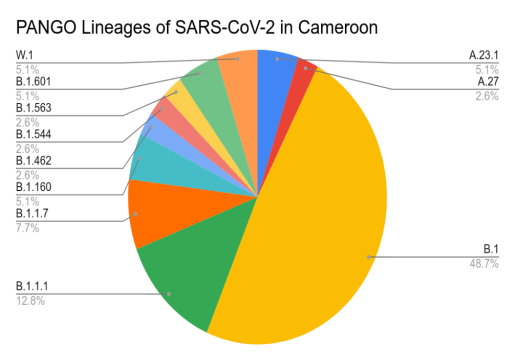 PANGO Lineages of SARS-CoV-2 in Cameroon
W.1
5.1%
B.1.601
5.1%
B.1.563
2.6%
B.1.544
2.6%
B.1.462
2.6%
B.1.160
5.1%
B.1.1.7
7.7%
B.1.1.1
12.8%
A.23.1
5.1%
A.27
2.6%
B.1
48.7%